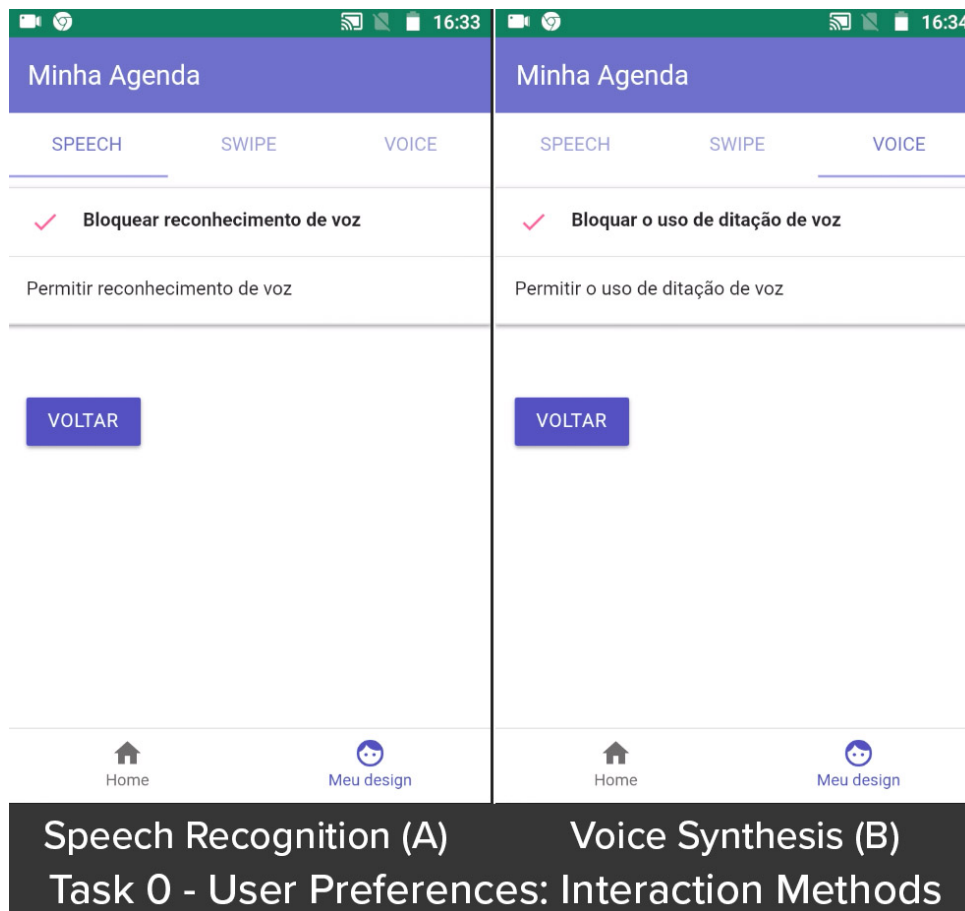 16:33
Minha Agenda
SPEECH SWIPE VOICE
Bloquear reconhecimento de voz
Permitir reconhecimento de voz
VOLTAR
Home Meu design
16:34
Minha Agenda
SPEECH SWIPE VOICE
Bloquar o uso de ditação de voz
Permitir o uso de ditação de voz
VOLTAR
Home Meu design
Speech Recognition (A) Voice Synthesis (B)
Task 0 - User Preferences: Interaction Methods